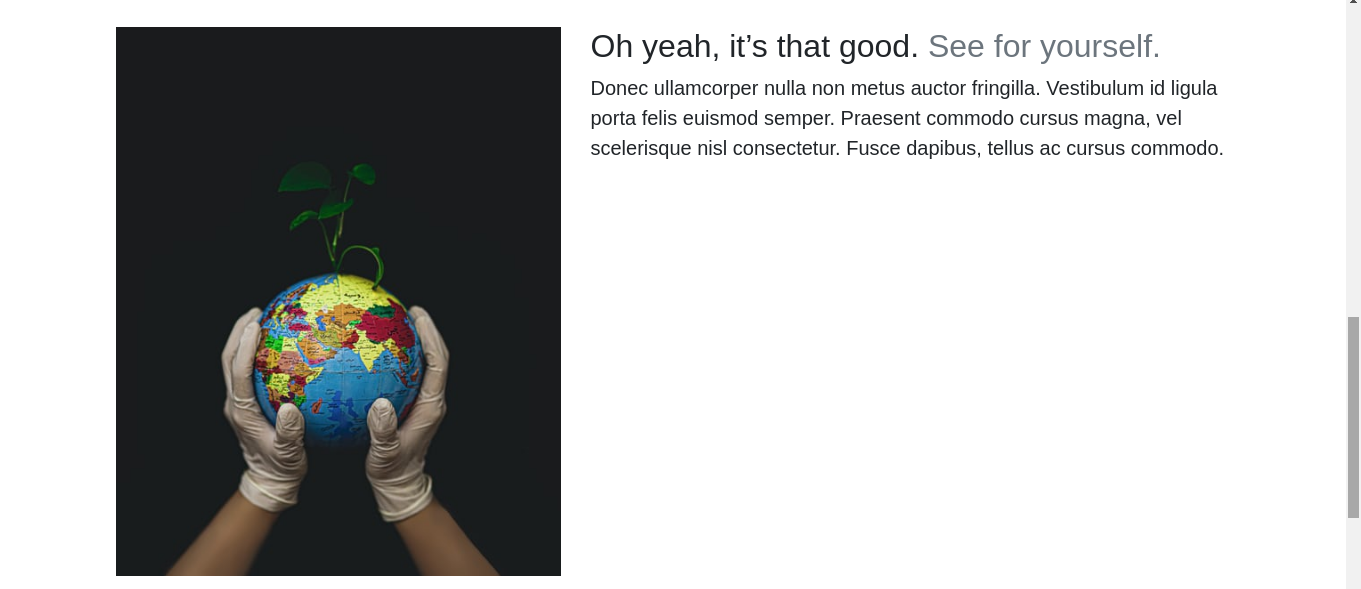 Oh yeah, it’s that good. See for yourself.
Donec ullamcorper nulla non metus auctor fringilla. Vestibulum id ligula
porta felis euismod semper. Praesent commodo cursus magna, vel
scelerisque nisl consectetur. Fusce dapibus, tellus ac cursus commodo.